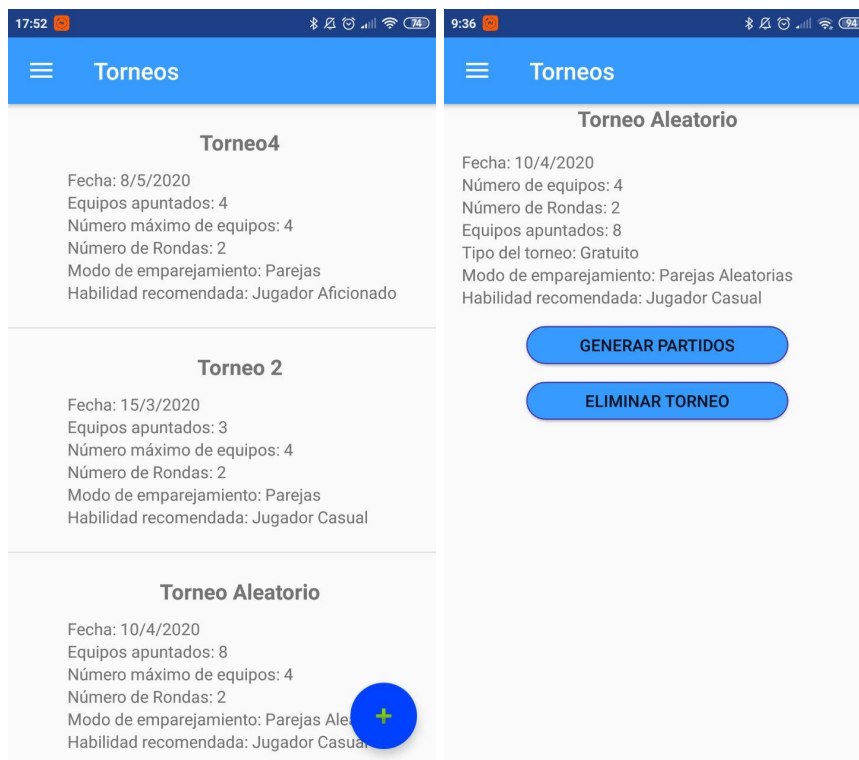 17:52
74
Torneos
Torneo4
Fecha: 8/5/2020
Equipos apuntados: 4
Número máximo de equipos: 4
Número de Rondas: 2
Modo de emparejamiento: Parejas
Habilidad recomendada: Jugador Aficionado
Torneo 2
Fecha: 15/3/2020
Equipos apuntados: 3
Número máximo de equipos: 4
Número de Rondas: 2
Modo de emparejamiento: Parejas
Habilidad recomendada: Jugador Casual
Torneo Aleatorio
Fecha: 10/4/2020
Equipos apuntados: 8
Número máximo de equipos: 4
Número de Rondas: 2
Modo de emparejamiento: Parejas Ale
Habilidad recomendada: Jugador Casual
+
9:36
94
Torneos
Torneo Aleatorio
Fecha: 10/4/2020
Número de equipos: 4
Número de Rondas: 2
Equipos apuntados: 8
Tipo del torneo: Gratuito
Modo de emparejamiento: Parejas Aleatorias
Habilidad recomendada: Jugador Casual
GENERAR PARTIDOS
ELIMINAR TORNEO